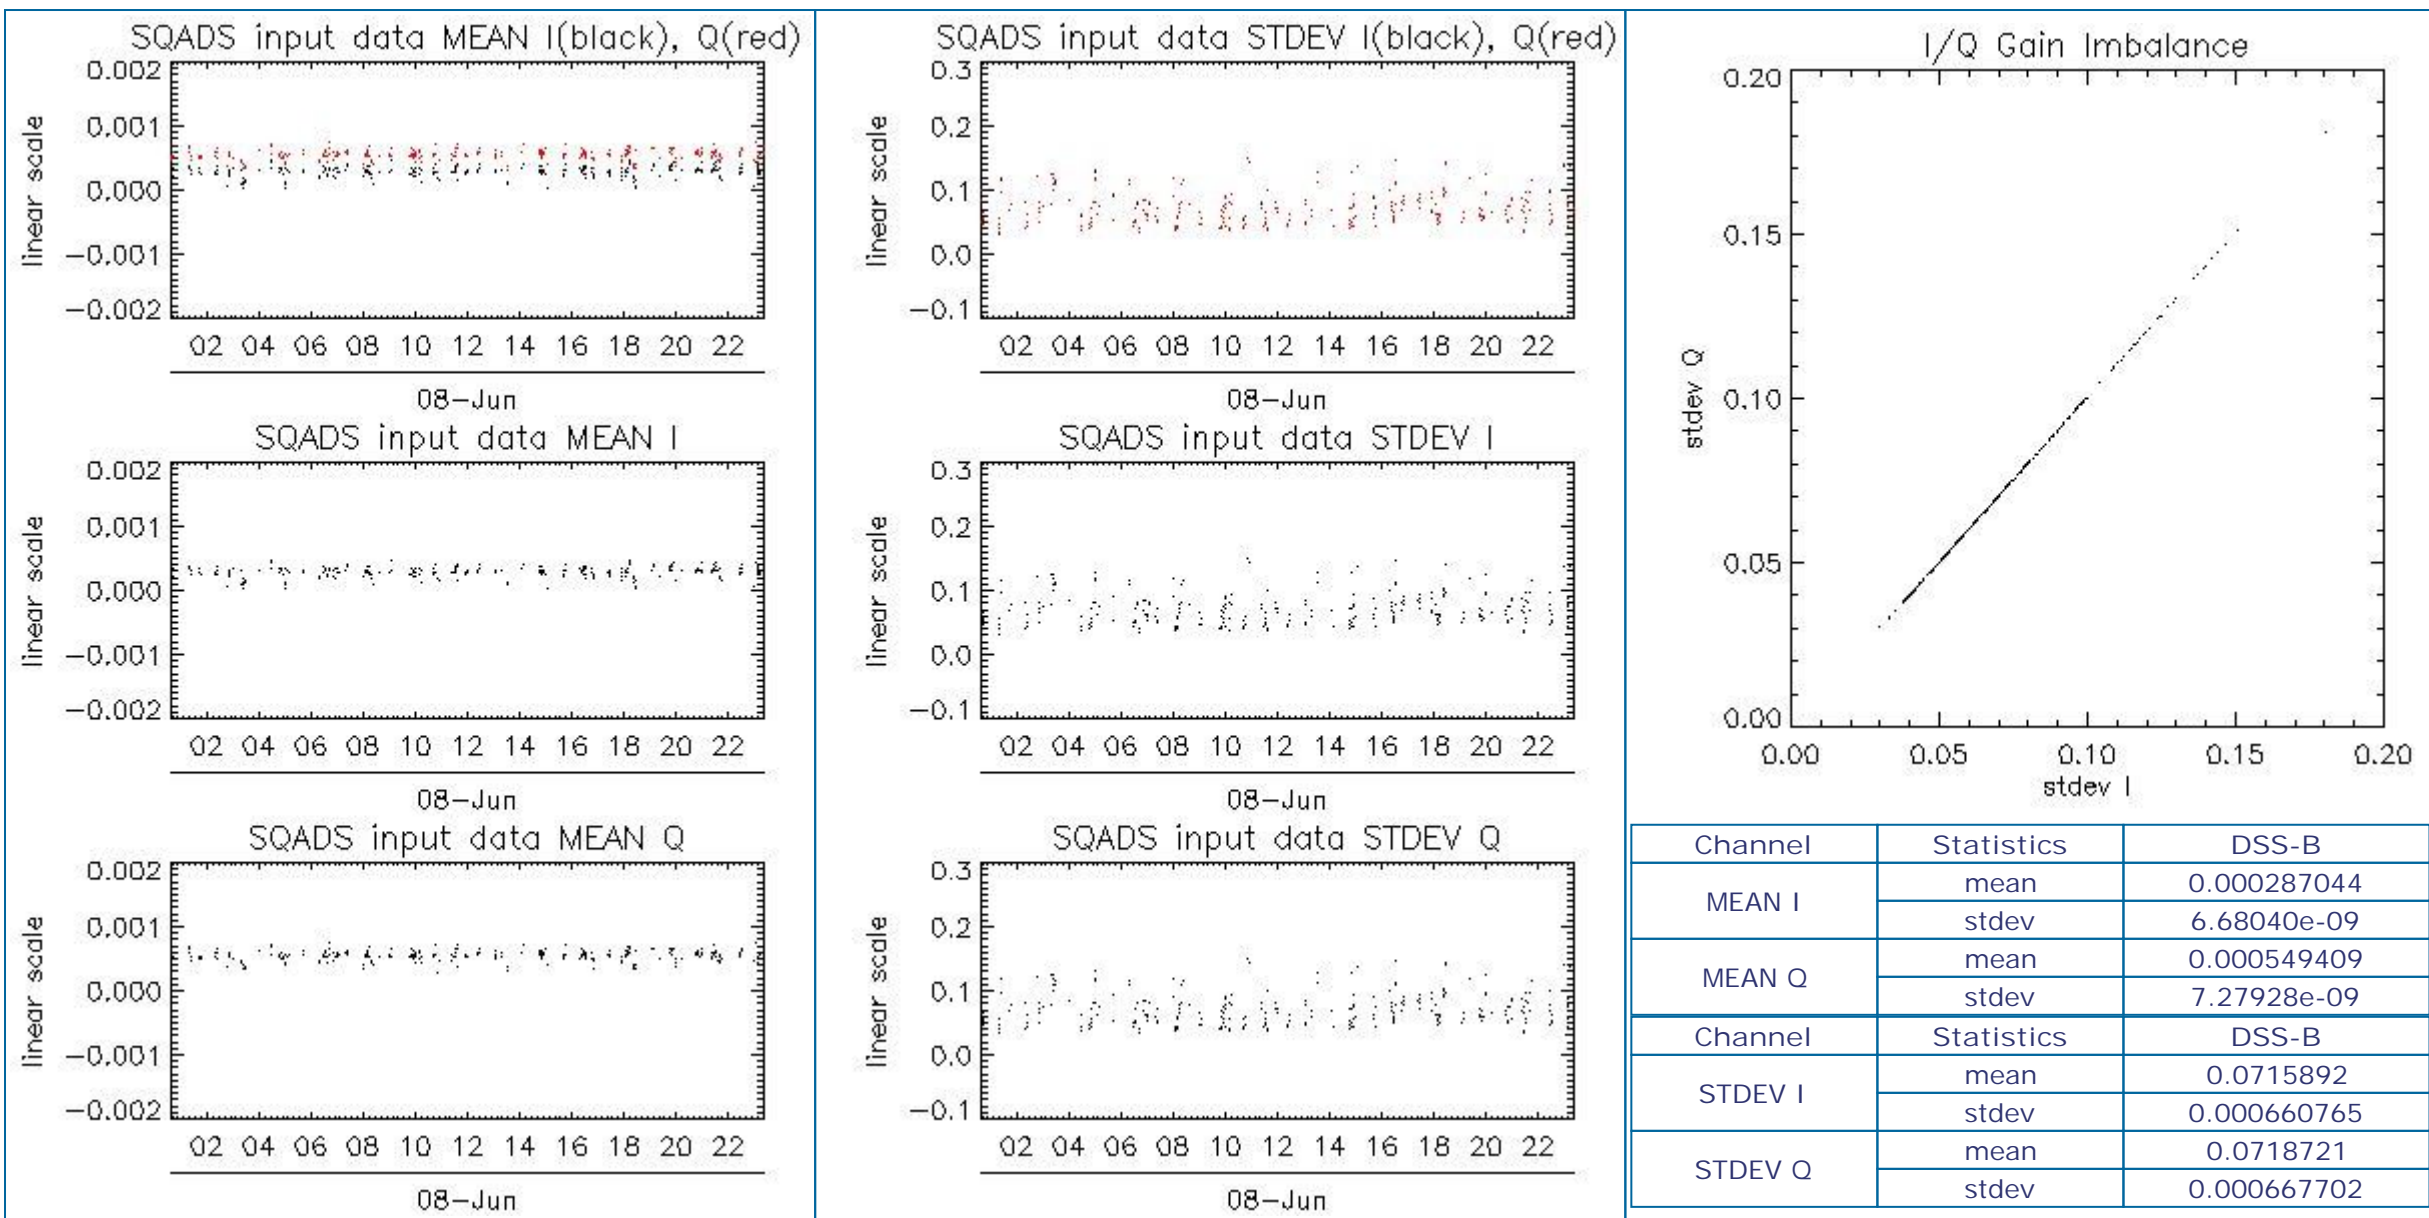 SQADS input data MEAN I(black), Q(red)
linear scale
0.002
0.001
0.000
−0.001
−0.002
02 04 06 08 10 12 14 16 18 20 22
08−Jun
SQADS input data MEAN I
linear scale
0.002
0.001
0.000
−0.001
−0.002
02 04 06 08 10 12 14 16 18 20 22
08−Jun
SQADS input data MEAN Q
linear scale
0.002
0.001
0.000
−0.001
−0.002
02 04 06 08 10 12 14 16 18 20 22
08−Jun
SQADS input data STDEV I(black), Q(red)
linear scale
0.3
0.2
0.1
0.0
−0.1
02 04 06 08 10 12 14 16 18 20 22
08−Jun
SQADS input data STDEV I
linear scale
0.3
0.2
0.1
0.0
−0.1
02 04 06 08 10 12 14 16 18 20 22
08−Jun
SQADS input data STDEV Q
linear scale
0.3
0.2
0.1
0.0
−0.1
02 04 06 08 10 12 14 16 18 20 22
08−Jun
I/Q Gain Imbalance
stdev Q
0.20
0.15
0.10
0.05
0.00
0.00 0.05 0.10 0.15 0.20
stdev I
Channel Statistics DSS-B
MEAN I
mean 0.000287044
stdev 6.68040e-09
MEAN Q
mean 0.000549409
stdev 7.27928e-09
Channel Statistics DSS-B
STDEV I
mean 0.0715892
stdev 0.000660765
STDEV Q
mean 0.0718721
stdev 0.000667702